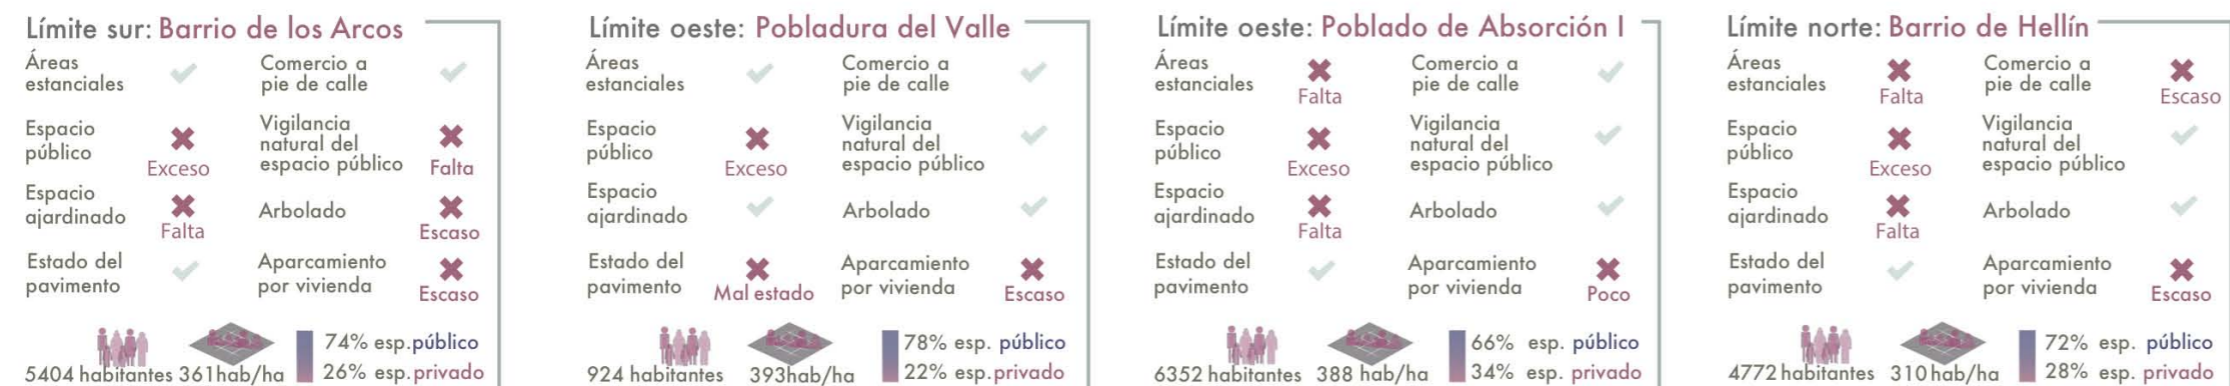 Límite sur: Barrio de los Arcos
Áreas
estanciales
Comercio a
pie de calle
Espacio
público
Exceso
Vigilancia
natural del
espacio público
Falta
Espacio
ajardinado
Falta
Arbolado
Escaso
Estado del
pavimento
Aparcamiento
por vivienda
Escaso
5404 habitantes
361hab/ha
74% esp.público
26% esp.privado
Límite oeste: Pobladura del Valle
Áreas
estanciales
Comercio a
pie de calle
Espacio
público
Exceso
Vigilancia
natural del
espacio público
Espacio
ajardinado
Arbolado
Estado del
pavimento
Mal estado
Aparcamiento
por vivienda
Escaso
924 habitantes
393hab/ha
78% esp. público
22% esp.privado
Límite oeste: Poblado de Absorción I
Áreas
estanciales
Falta
Comercio a
pie de calle
Espacio
público
Exceso
Vigilancia
natural del
espacio público
Espacio
ajardinado
Falta
Arbolado
Estado del
pavimento
Aparcamiento
por vivienda
Poco
6352 habitantes
388 hab/ha
66% esp. público
34% esp. privado
Límite norte: Barrio de Hellín
Áreas
estanciales
Falta
Comercio a
pie de calle
Escaso
Espacio
público
Exceso
Vigilancia
natural del
espacio público
Espacio
ajardinado
Falta
Arbolado
Estado del
pavimento
Aparcamiento
por vivienda
Escaso
4772 habitantes
310hab/ha
72% esp. público
28% esp. privado